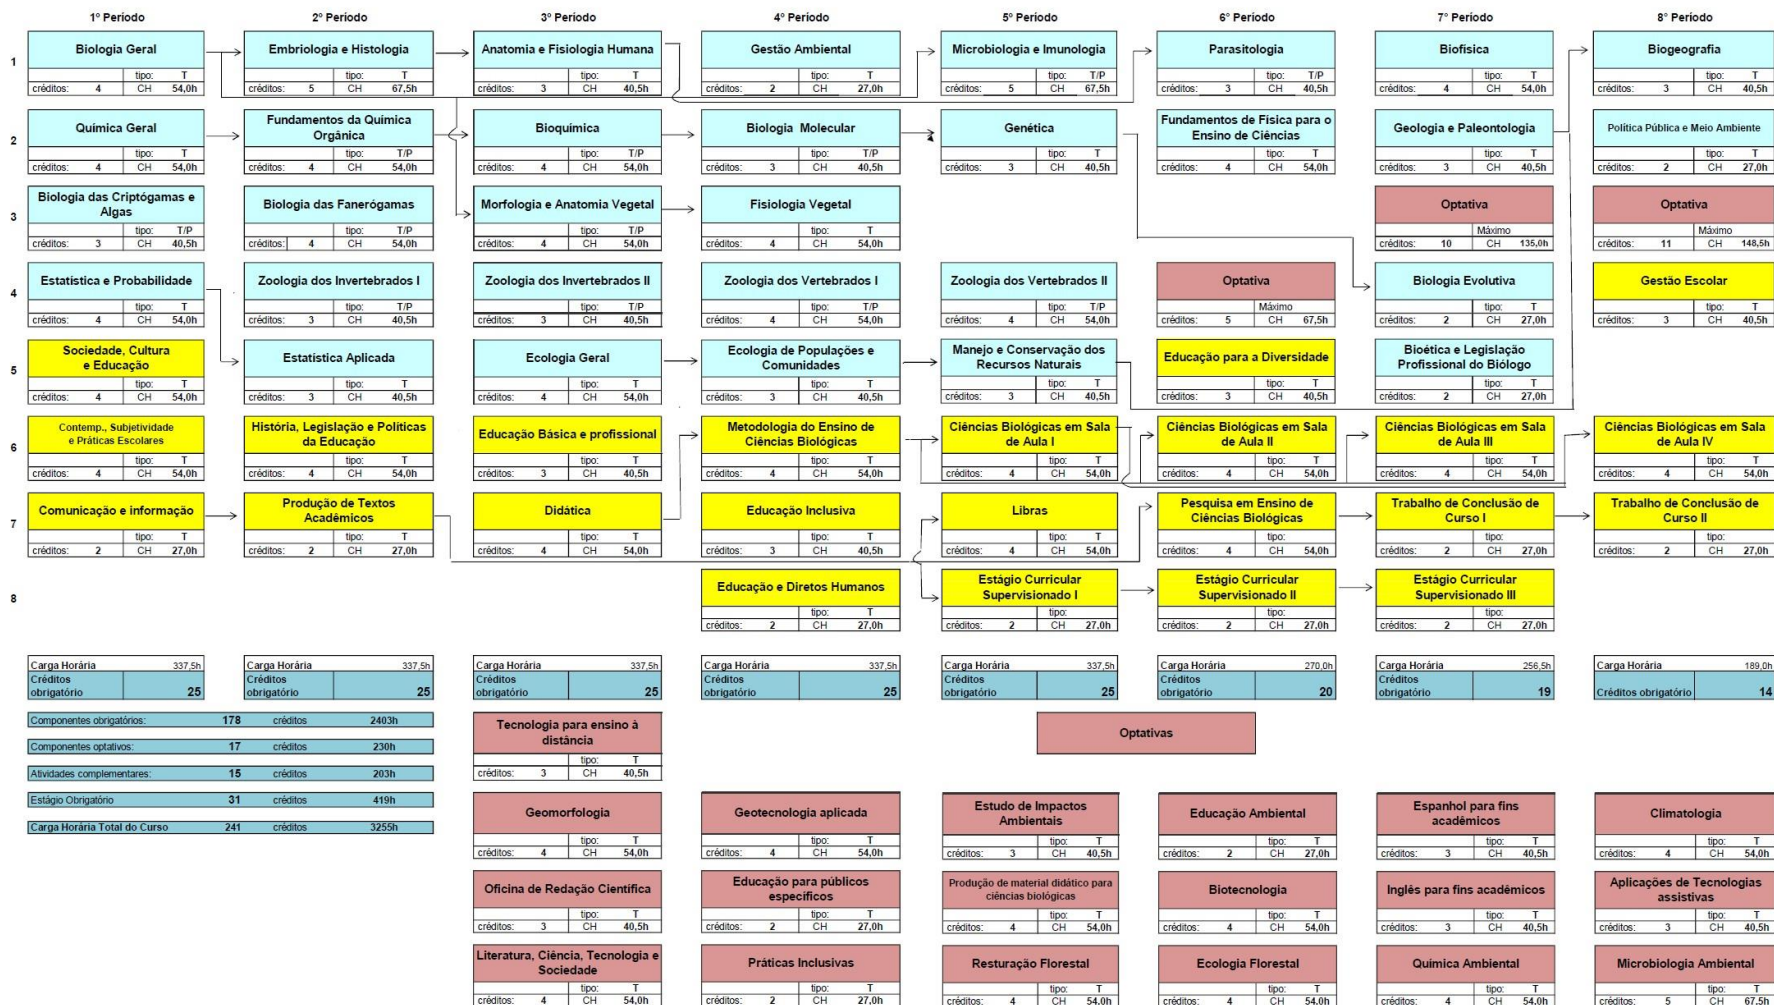 1º Período 2º Período 3º Período 4º Período 5º Período 6º Período 7º Período 8º Período
1
Biologia Geral
tipo: T
créditos: 4 CH 54,0h
Embriologia e Histologia
tipo: T
créditos: 5 CH 67,5h
Anatomia e Fisiologia Humana
tipo: T
créditos: 3 CH 40,5h
Gestão Ambiental
tipo: T
créditos: 2 CH 27,0h
Microbiologia e Imunologia
tipo: T/P
créditos: 5 CH 67,5h
Parasitologia
tipo: T/P
créditos: 3 CH 40,5h
Biofísica
tipo: T
créditos: 4 CH 54,0h
Biogeografia
tipo: T
créditos: 3 CH 40,5h
2
Química Geral
tipo: T
créditos: 4 CH 54,0h
Fundamentos da Química
Orgânica
tipo: T/P
créditos: 4 CH 54,0h
Bioquímica
tipo: T/P
créditos: 4 CH 54,0h
Biologia Molecular
tipo: T/P
créditos: 3 CH 40,5h
Genética
tipo: T
créditos: 3 CH 40,5h
Fundamentos de Física para o
Ensino de Ciências
tipo: T
créditos: 4 CH 54,0h
Geologia e Paleontologia
tipo: T
créditos: 3 CH 40,5h
Política Pública e Meio Ambiente
tipo: T
créditos: 2 CH 27,0h
3
Biologia das Criptógamas e
Algas
tipo: T/P
créditos: 3 CH 40,5h
Biologia das Fanerógamas
tipo: T/P
créditos: 4 CH 54,0h
Morfologia e Anatomia Vegetal
tipo: T/P
créditos: 4 CH 54,0h
Fisiologia Vegetal
tipo: T
créditos: 4 CH 54,0h
Optativa
Máximo
créditos: 10 CH 135,0h
Optativa
Máximo
créditos: 11 CH 148,5h
4
Estatística e Probabilidade
tipo: T
créditos: 4 CH 54,0h
Zoologia dos Invertebrados I
tipo: T/P
créditos: 3 CH 40,5h
Zoologia dos Invertebrados II
tipo: T/P
créditos: 3 CH 40,5h
Zoologia dos Vertebrados I
tipo: T/P
créditos: 4 CH 54,0h
Zoologia dos Vertebrados II
tipo: T/P
créditos: 4 CH 54,0h
Optativa
Máximo
créditos: 5 CH 67,5h
Biologia Evolutiva
tipo: T
créditos: 2 CH 27,0h
Gestão Escolar
tipo: T
créditos: 3 CH 40,5h
5
Sociedade, Cultura
e Educação
tipo: T
créditos: 4 CH 54,0h
Estatística Aplicada
tipo: T
créditos: 3 CH 40,5h
Ecologia Geral
tipo: T
créditos: 4 CH 54,0h
Ecologia de Populações e
Comunidades
tipo: T
créditos: 3 CH 40,5h
Manejo e Conservação dos
Recursos Naturais
tipo: T
créditos: 3 CH 40,5h
Educação para a Diversidade
tipo: T
créditos: 3 CH 40,5h
Bioética e Legislação
Profissional do Biólogo
tipo: T
créditos: 2 CH 27,0h
6
Contemp., Subjetividade
e Práticas Escolares
tipo: T
créditos: 4 CH 54,0h
História, Legislação e Políticas
da Educação
tipo: T
créditos: 4 CH 54,0h
Educação Básica e profissional
tipo: T
créditos: 3 CH 40,5h
Metodologia do Ensino de
Ciências Biológicas
tipo: T
créditos: 4 CH 54,0h
Ciências Biológicas em Sala
de Aula I
tipo: T
créditos: 4 CH 54,0h
Ciências Biológicas em Sala
de Aula II
tipo: T
créditos: 4 CH 54,0h
Ciências Biológicas em Sala
de Aula III
tipo: T
créditos: 4 CH 54,0h
Ciências Biológicas em Sala
de Aula IV
tipo: T
créditos: 4 CH 54,0h
7
Comunicação e informação
tipo: T
créditos: 2 CH 27,0h
Produção de Textos
Acadêmicos
tipo: T
créditos: 2 CH 27,0h
Didática
tipo: T
créditos: 4 CH 54,0h
Educação Inclusiva
tipo: T
créditos: 3 CH 40,5h
Libras
tipo: T
créditos: 4 CH 54,0h
Pesquisa em Ensino de
Ciências Biológicas
tipo: T
créditos: 4 CH 54,0h
Trabalho de Conclusão de
Curso I
tipo:
créditos: 2 CH 27,0h
Trabalho de Conclusão de
Curso II
tipo:
créditos: 2 CH 27,0h
8
Educação e Diretos Humanos
tipo: T
créditos: 2 CH 27,0h
Estágio Curricular
Supervisionado I
tipo:
créditos: 2 CH 27,0h
Estágio Curricular
Supervisionado II
tipo:
créditos: 2 CH 27,0h
Estágio Curricular
Supervisionado III
tipo:
créditos: 2 CH 27,0h
Carga Horária 337,5h
Créditos
obrigatório 25
Carga Horária 337,5h
Créditos
obrigatório 25
Carga Horária 337,5h
Créditos
obrigatório 25
Carga Horária 337,5h
Créditos
obrigatório 25
Carga Horária 337,5h
Créditos
obrigatório 25
Carga Horária 270,0h
Créditos
obrigatório 20
Carga Horária 256,5h
Créditos
obrigatório 19
Carga Horária 189,0h
Créditos obrigatório 14
Componentes obrigatórios: 178 créditos 2403h
Componentes optativos: 17 créditos 230h
Atividades complementares: 15 créditos 203h
Estágio Obrigatório 31 créditos 419h
Carga Horária Total do Curso 241 créditos 3255h
Tecnologia para ensino à
distância
tipo: T
créditos: 3 CH 40,5h
Optativas
Geomorfologia
tipo: T
créditos: 4 CH 54,0h
Geotecnologia aplicada
tipo: T
créditos: 4 CH 54,0h
Estudo de Impactos
Ambientais
tipo: T
créditos: 3 CH 40,5h
Educação Ambiental
tipo: T
créditos: 2 CH 27,0h
Espanhol para fins
acadêmicos
tipo: T
créditos: 3 CH 40,5h
Climatologia
tipo: T
créditos: 4 CH 54,0h
Oficina de Redação Científica
tipo: T
créditos: 3 CH 40,5h
Educação para públicos
específicos
tipo: T
créditos: 2 CH 27,0h
Produção de material didático para
ciências biológicas
tipo: T
créditos: 4 CH 54,0h
Biotecnologia
tipo: T
créditos: 4 CH 54,0h
Inglês para fins acadêmicos
tipo: T
créditos: 3 CH 40,5h
Aplicações de Tecnologias
assistivas
tipo: T
créditos: 3 CH 40,5h
Literatura, Ciência, Tecnologia e
Sociedade
tipo: T
créditos: 4 CH 54,0h
Práticas Inclusivas
tipo: T
créditos: 2 CH 27,0h
Resturação Florestal
tipo: T
créditos: 4 CH 54,0h
Ecologia Florestal
tipo: T
créditos: 4 CH 54,0h
Química Ambiental
tipo: T
créditos: 4 CH 54,0h
Microbiologia Ambiental
tipo: T
créditos: 5 CH 67,5h